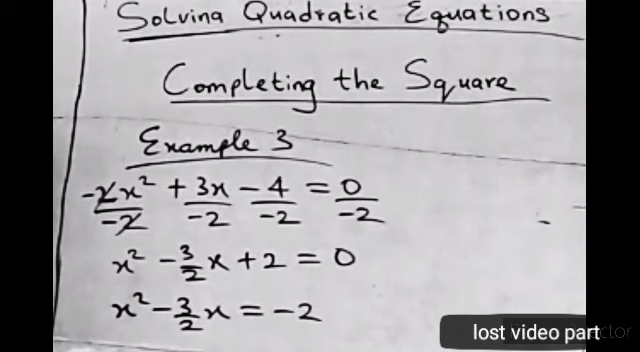 Solvina Quadratic Equations
Completing the Square
Example 3
-2x²/-2 + 3x/-2 - 4/-2 = 0/-2
x² - 3/2 x + 2 = 0
x² - 3/2 x = -2
lost video part